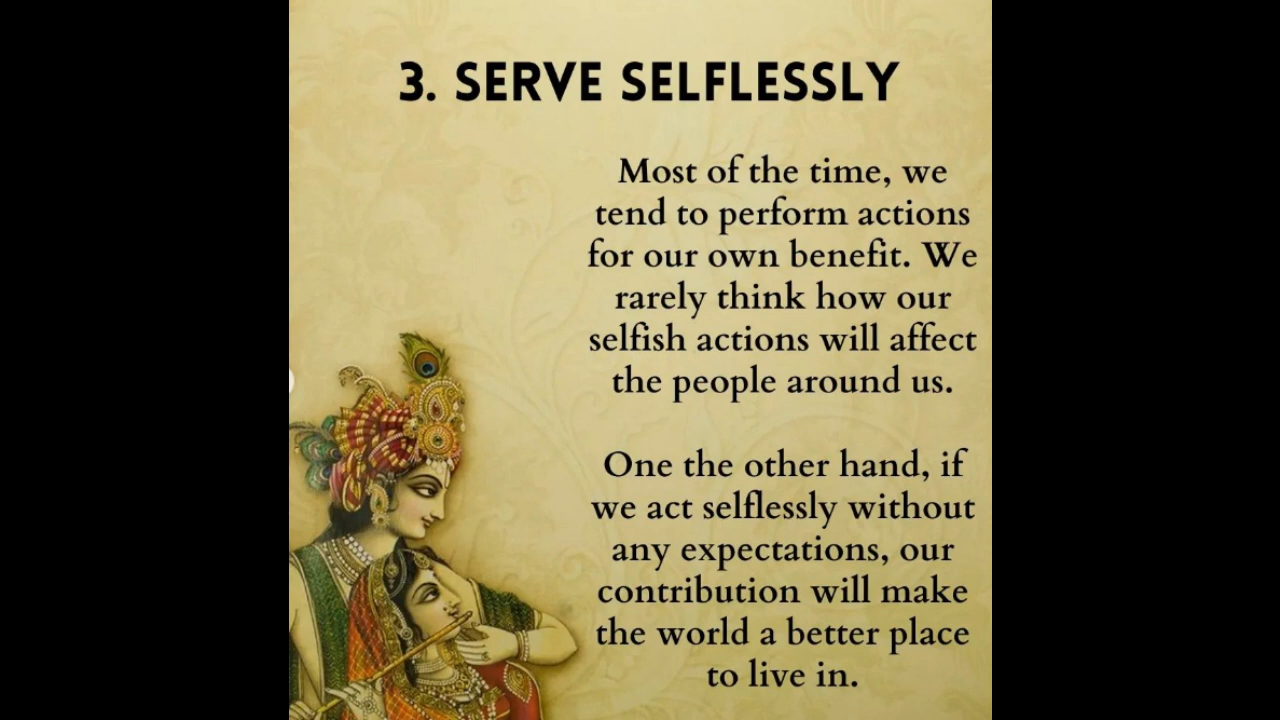 3. SERVE SELFLESSLY
Most of the time, we
tend to perform actions
for our own benefit. We
rarely think how our
selfish actions will affect
the people around us.
One the other hand, if
we act selflessly without
any expectations, our
contribution will make
the world a better place
to live in.